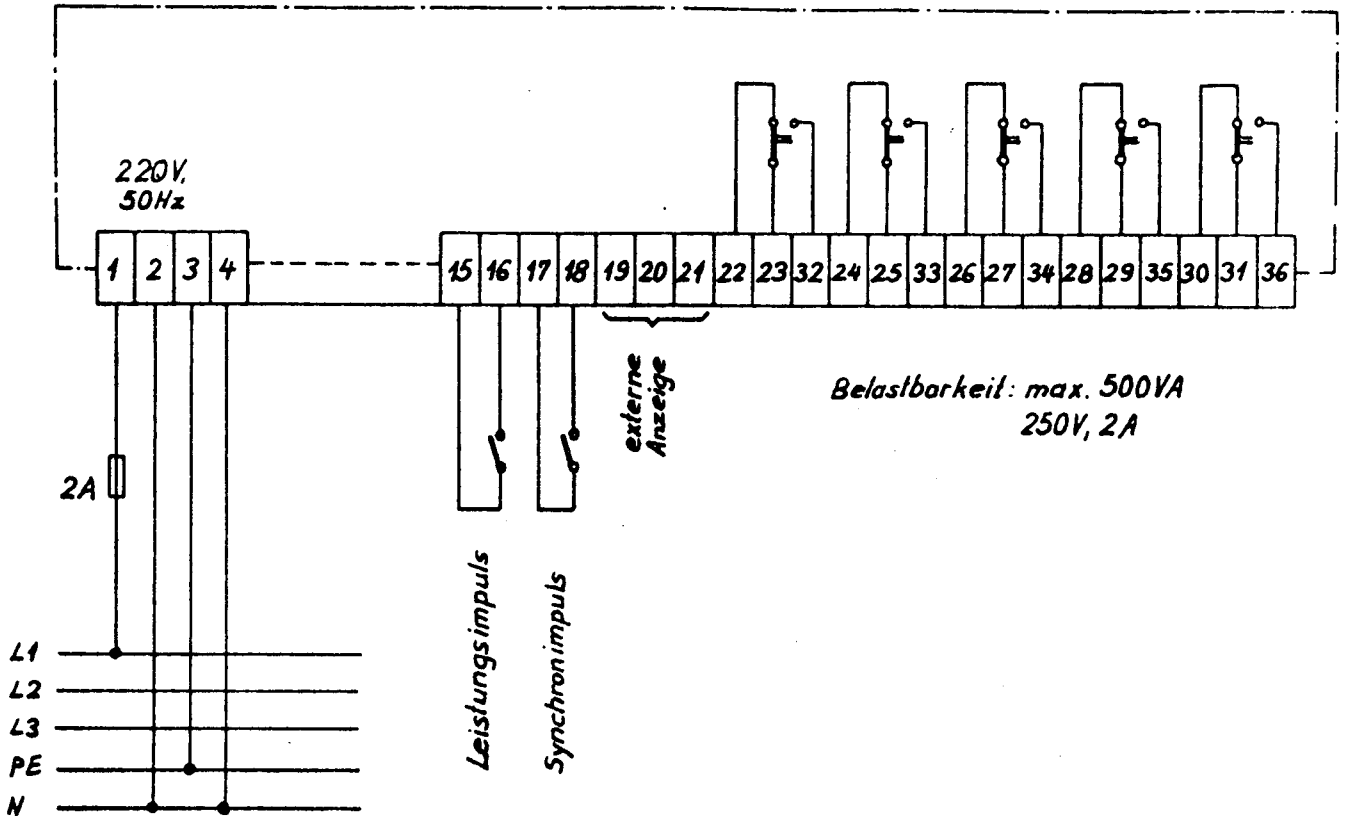 220V,
50Hz
1 2 3 4
15 16 17 18 19 20 21 22 23 32 24 25 33 26 27 34 28 29 35 30 31 36
externe
Anzeige
Belastbarkeit: max. 500VA
250V, 2A
2A
Leistungsimpuls
Synchronimpuls
L1
L2
L3
PE
N